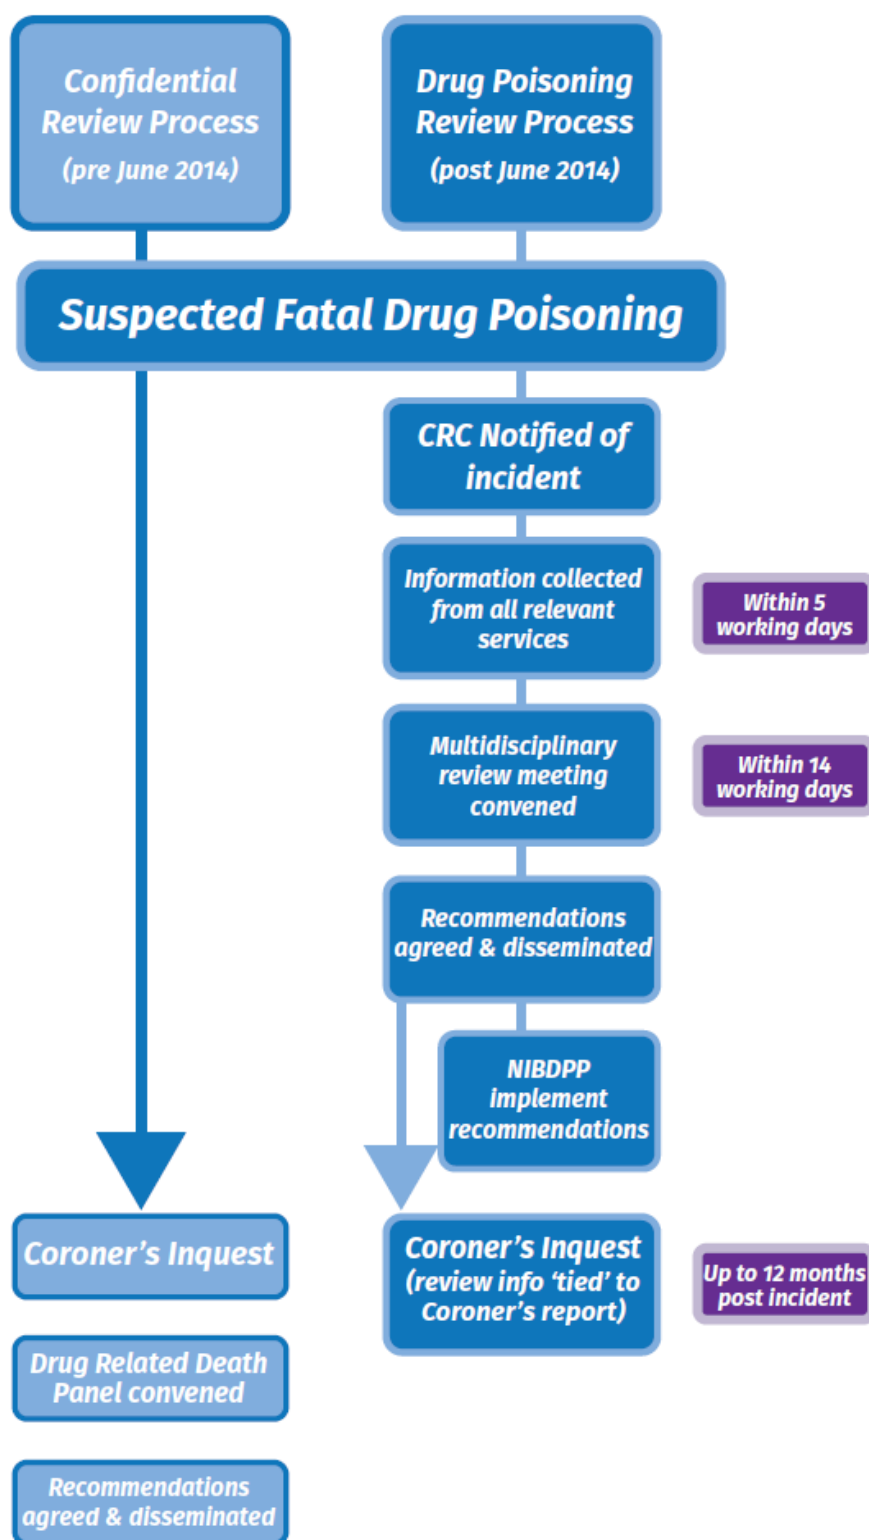 Confidential
Review Process
(pre June 2014)
Drug Poisoning
Review Process
(post June 2014)
Suspected Fatal Drug Poisoning
CRC Notified of
incident
Information collected
from all relevant
services
Within 5
working days
Multidisciplinary
review meeting
convened
Within 14
working days
Recommendations
agreed & disseminated
NIBDPP
implement
recommendations
Coroner's Inquest
Coroner's Inquest
(review info ‘tied’ to
Coroner's report)
Up to 12 months
post incident
Drug Related Death
Panel convened
Recommendations
agreed & disseminated